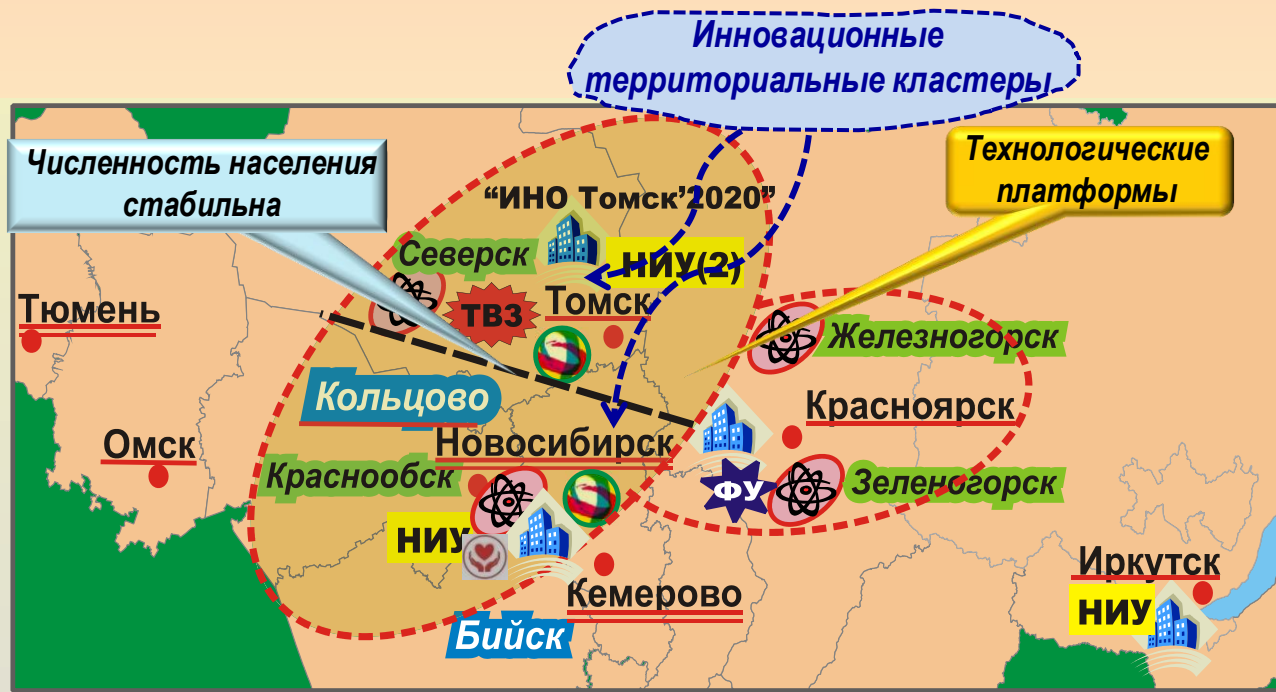 Инновационные
территориальные кластеры
Численность населения
стабильна
Технологические
платформы
“ИНО Томск’2020”
Северск
НИУ(2)
ТВЗ
Томск
Тюмень
Железногорск
Кольцово
Красноярск
Омск
Новосибирск
Краснообск
ФУ
Зеленогорск
НИУ
Кемерово
Иркутск
НИУ
Бийск